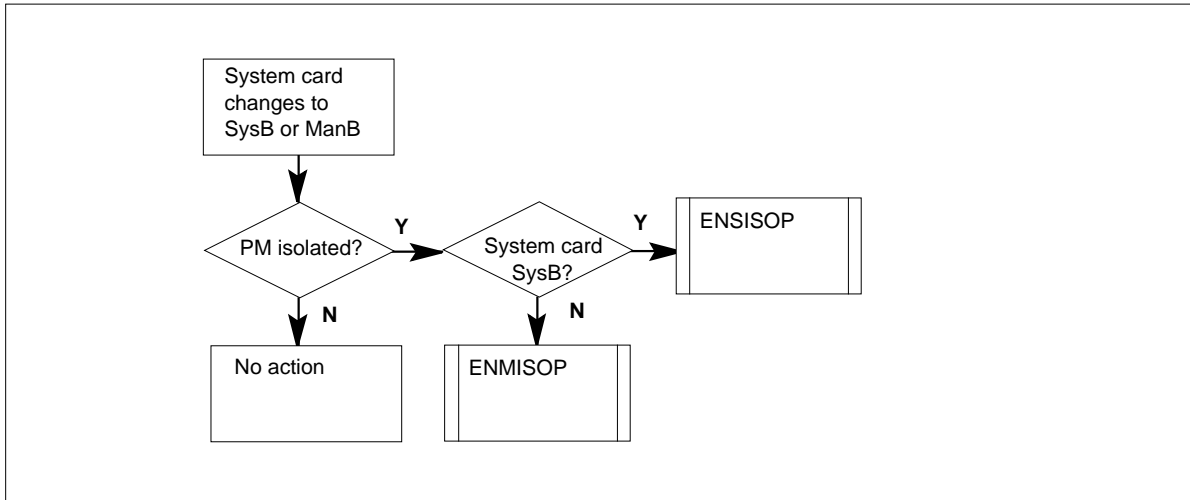 System card
changes to
SysB or ManB
PM isolated?
Y
System card
SysB?
Y
ENSISOP
N
No action
N
ENMISOP